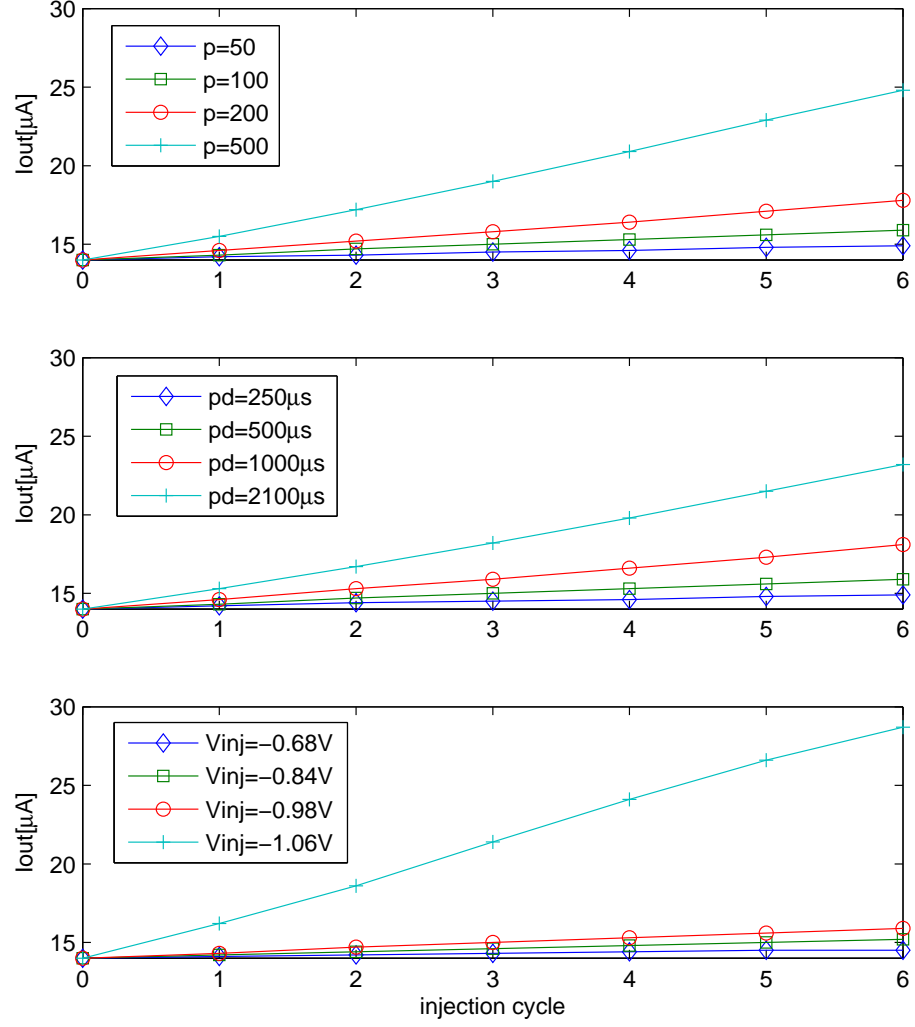 30
25
20
15
Iout[μA]
p=50
p=100
p=200
p=500
0 1 2 3 4 5 6
30
25
20
15
Iout[μA]
pd=250μs
pd=500μs
pd=1000μs
pd=2100μs
0 1 2 3 4 5 6
30
25
20
15
Iout[μA]
Vinj=−0.68V
Vinj=−0.84V
Vinj=−0.98V
Vinj=−1.06V
0 1 2 3 4 5 6
injection cycle